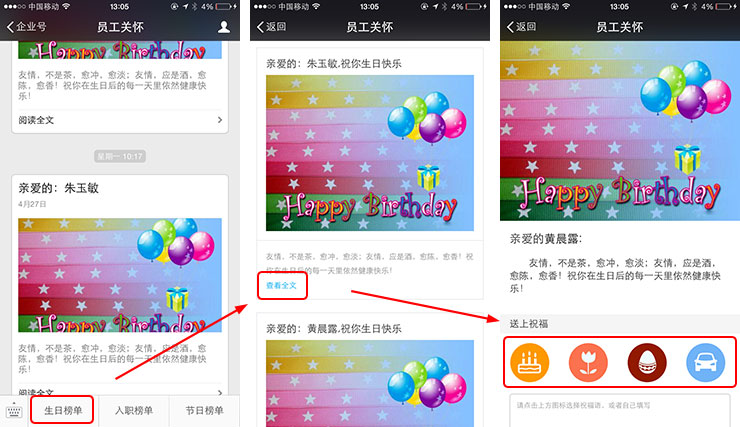 中国移动 13:05 4%
企业号 员工关怀
Happy Birthday
友情，不是茶，愈冲，愈淡；友情，应是酒，愈
陈，愈香！祝你在生日后的每一天里依然健康快
乐！
阅读全文
星期一 10:17
亲爱的：朱玉敏
4月27日
Happy Birthday
友情，不是茶，愈冲，愈淡；友情，应是酒，愈
陈，愈香！祝你在生日后的每一天里依然健康快
乐！
阅读全文
生日榜单 入职榜单 节日榜单
中国移动 13:05 4%
返回 员工关怀
亲爱的：朱玉敏,祝你生日快乐
Happy Birthday
友情，不是茶，愈冲，愈淡；友情，应是酒，愈陈，愈香！祝
你在生日后的每一天里依然健康快乐！
查看全文
亲爱的：黄晨露,祝你生日快乐
中国移动 13:05 4%
返回 员工关怀
Happy Birthday
亲爱的黄晨露：
友情，不是茶，愈冲，愈淡；友情，应是酒，
愈陈，愈香！祝你在生日后的每一天里依然健康快
乐！
送上祝福
请点击上方图标选择祝福语，或者自己填写